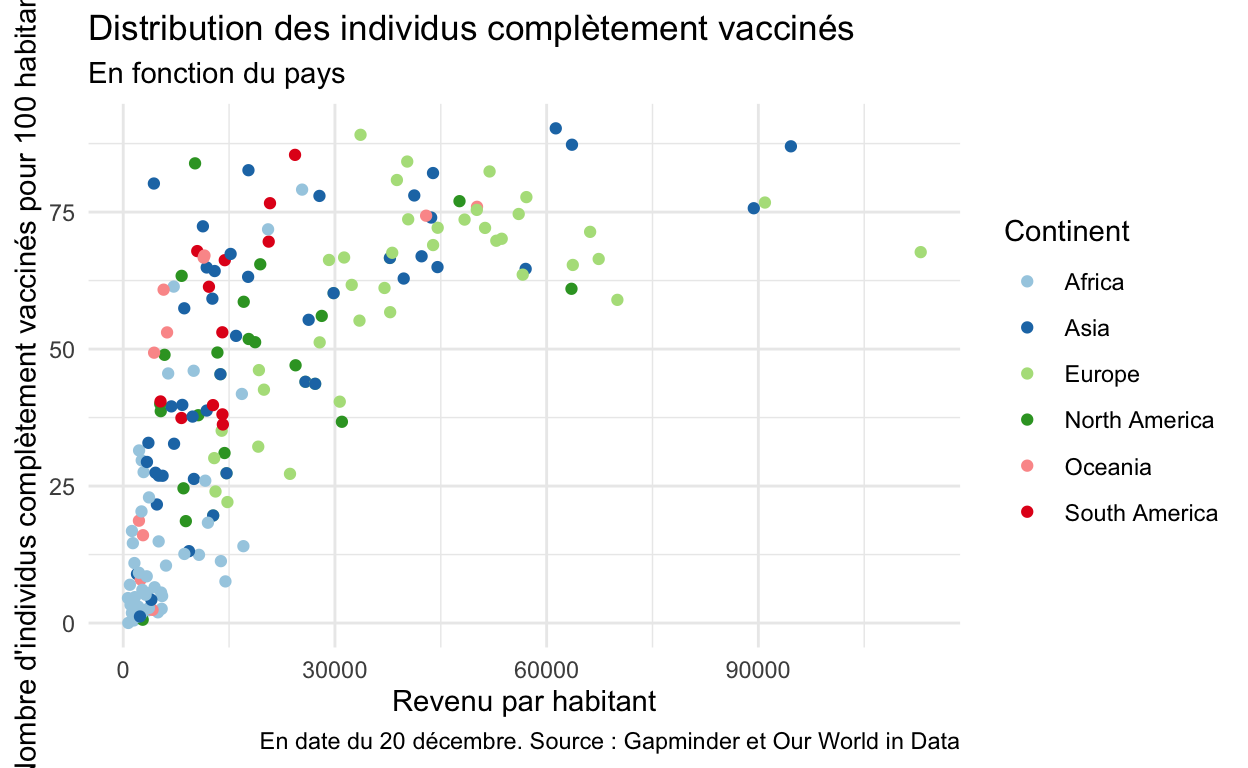 Distribution des individus complètement vaccinés
En fonction du pays
d'individus complètement vaccinés pour 100
75
50
25
0
0 30000 60000 90000
Revenu par habitant
En date du 20 décembre. Source : Gapminder et Our World in Data
Continent
Africa
Asia
Europe
North America
Oceania
South America